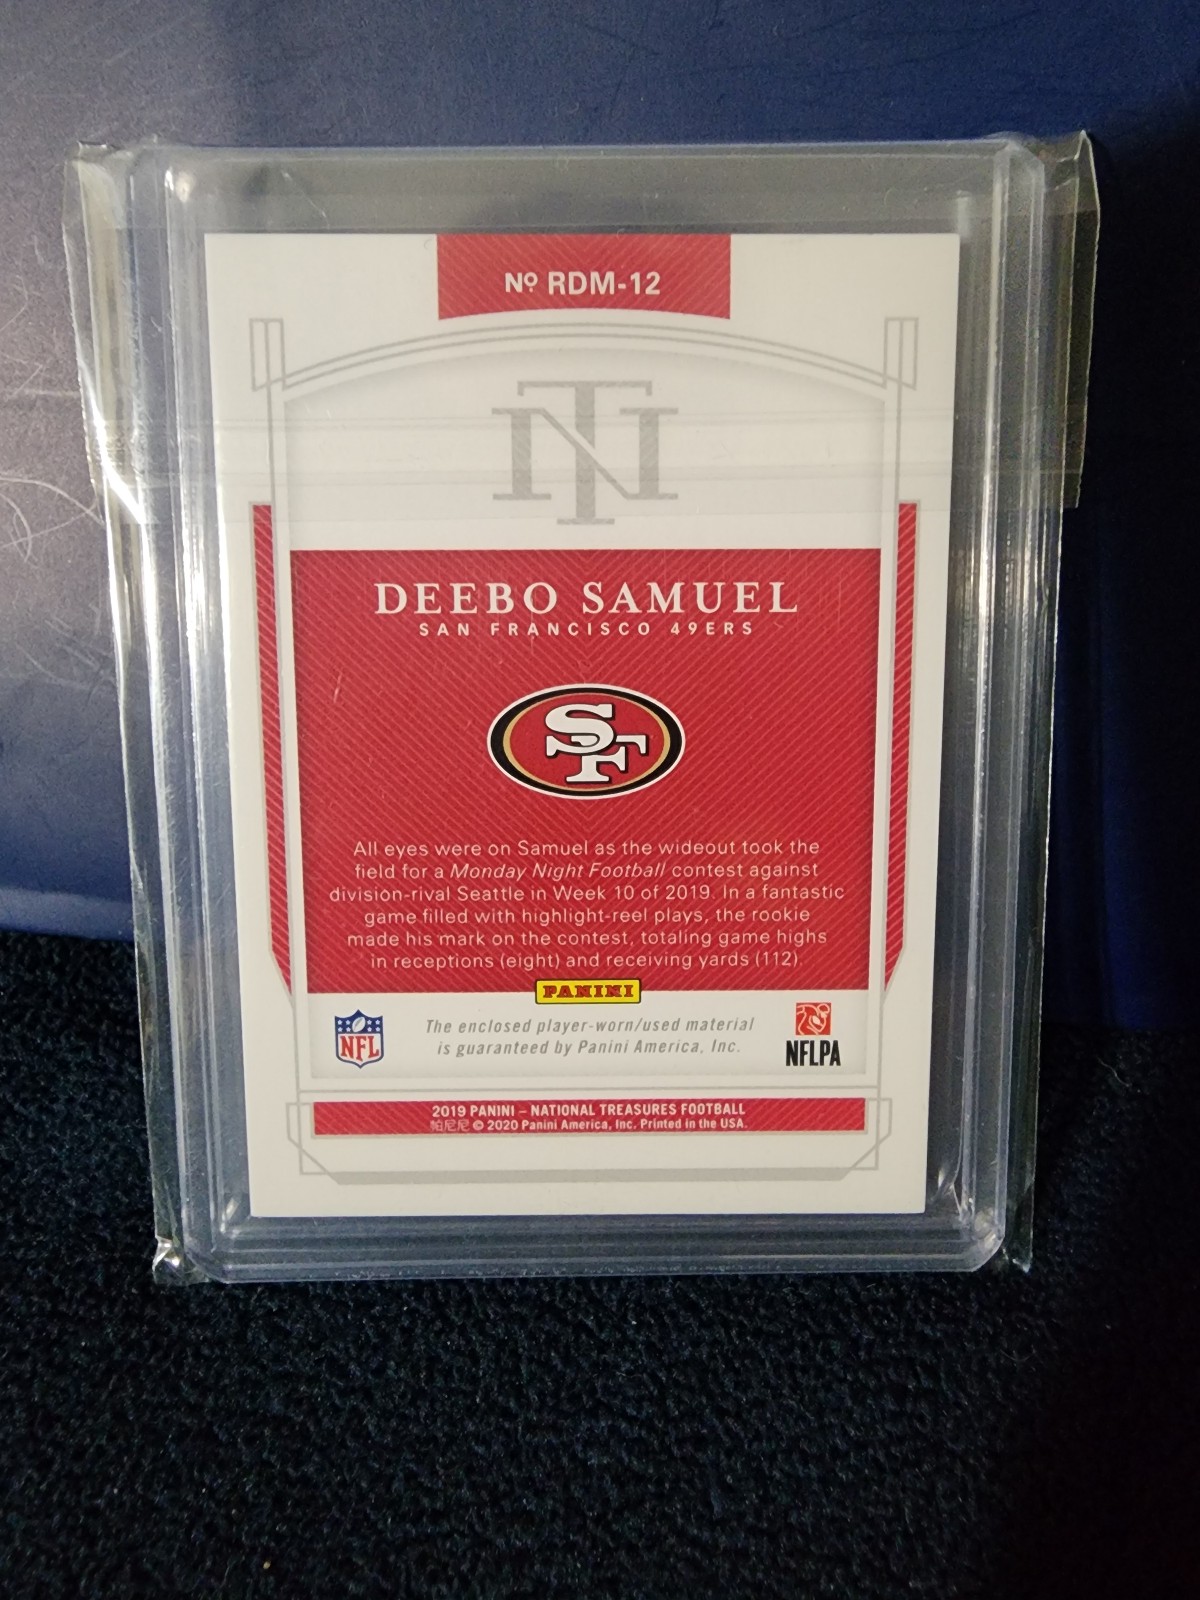 Nº RDM-12
NT
DEEBO SAMUEL
SAN FRANCISCO 49ERS
SF
All eyes were on Samuel as the wideout took the
field for a Monday Night Football contest against
division-rival Seattle in Week 10 of 2019. In a fantastic
game filled with highlight-reel plays, the rookie
made his mark on the contest, totaling game highs
in receptions (eight) and receiving yards (112).
PANINI
NFL
The enclosed player-worn/used material
is guaranteed by Panini America, Inc.
NFLPA
2019 PANINI – NATIONAL TREASURES FOOTBALL
帕尼尼 © 2020 Panini America, Inc. Printed in the USA.